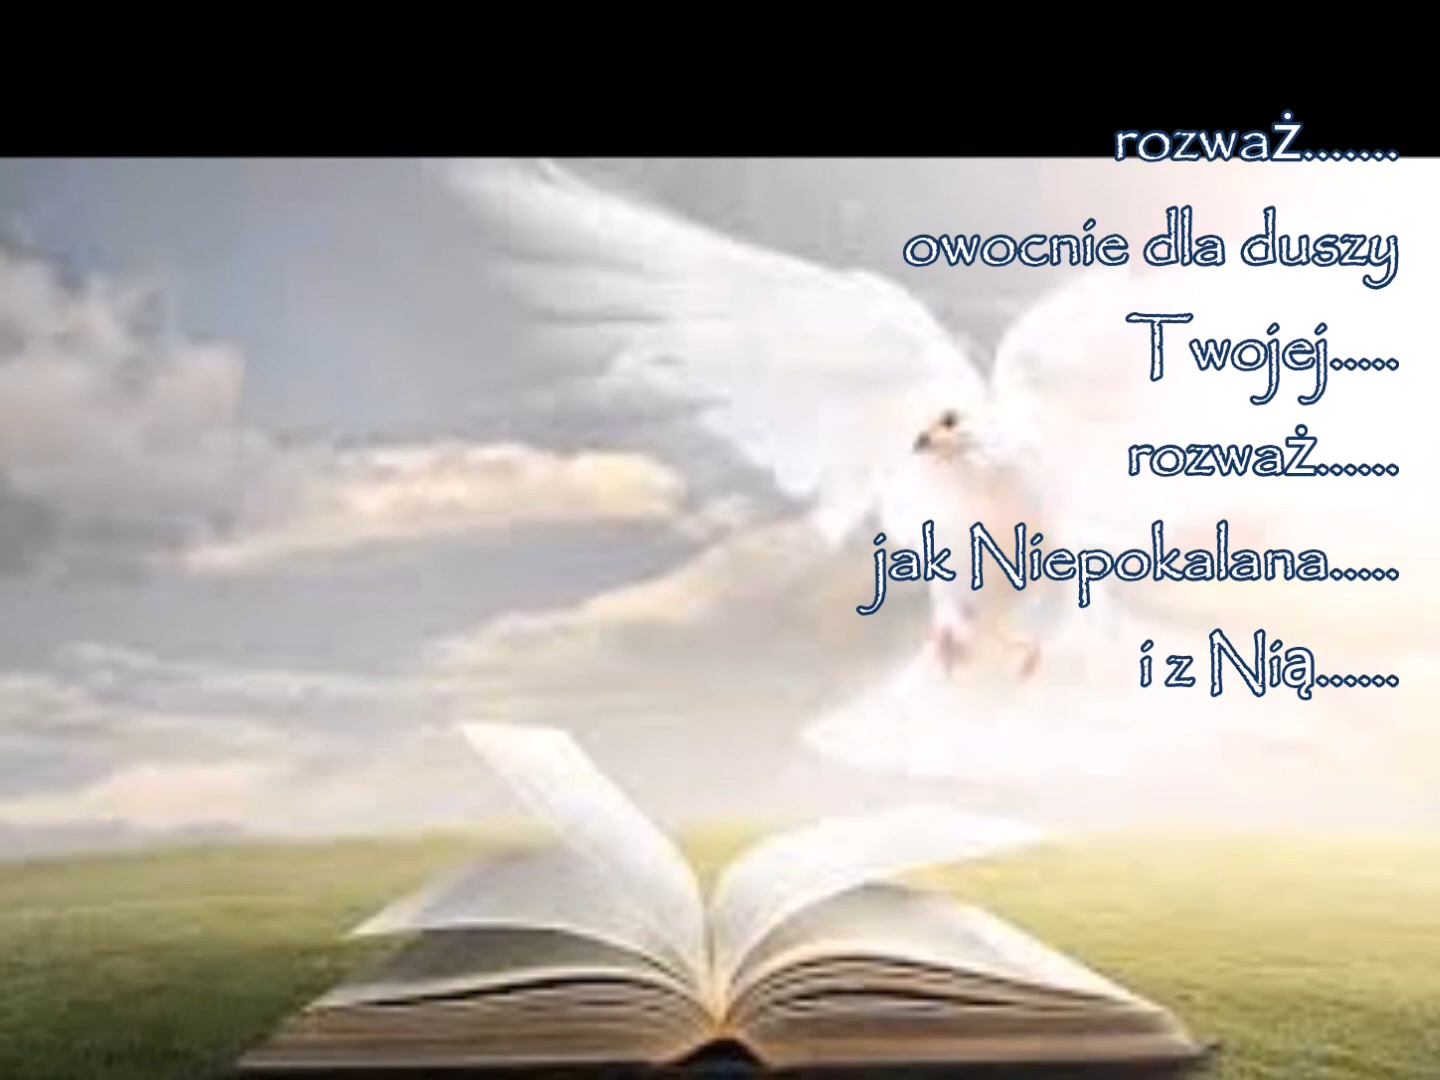 rozważ.......
owocnie dla duszy
Twojej.....
rozważ......
jak Niepokalana.....
i z Nią......